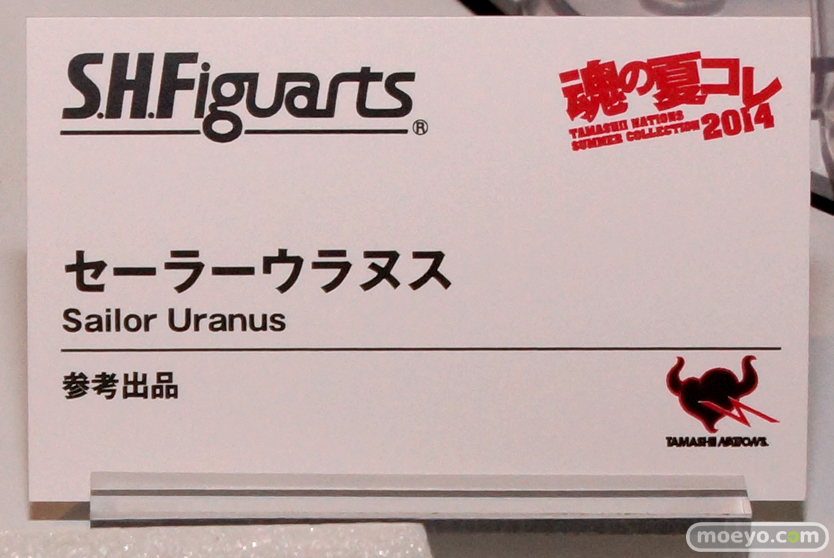 S.H.Figuarts®
魂の夏コレ
TAMASHII NATIONS
SUMMER COLLECTION 2014
セーラーウラヌス
Sailor Uranus
参考出品
TAMASHII NATIONS
moeyo.com